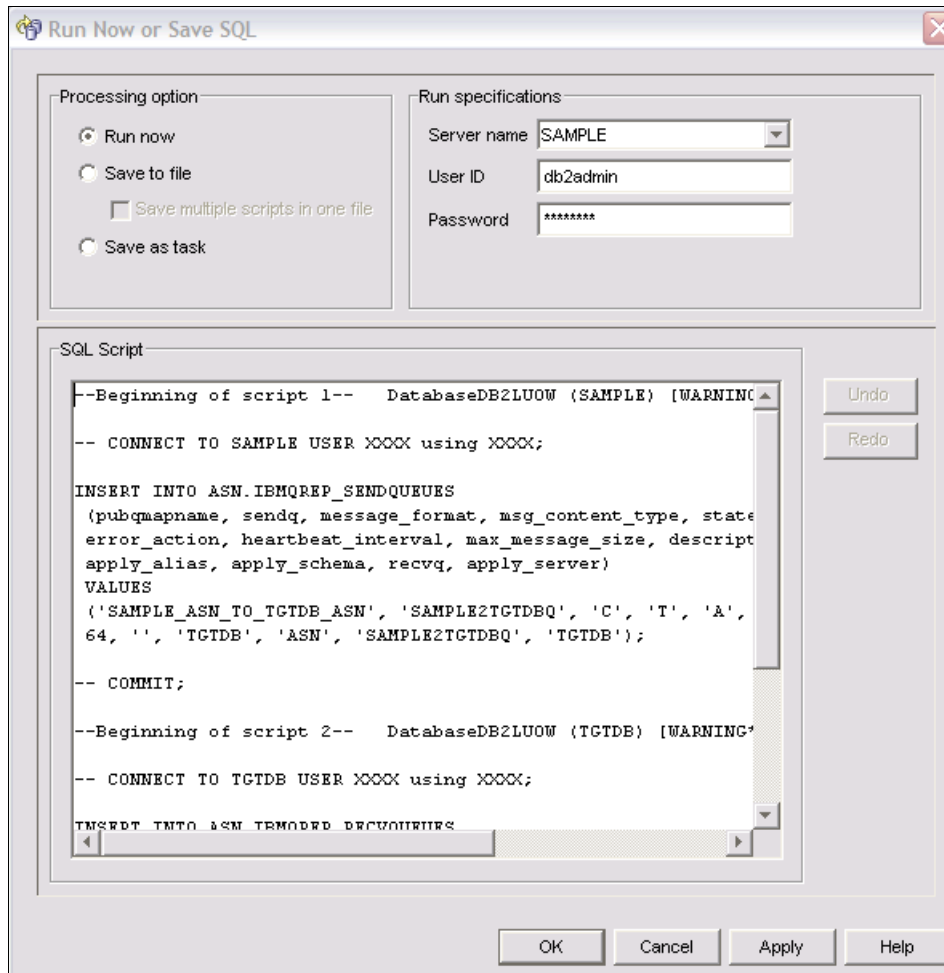 Run Now or Save SQL
Processing option
Run now
Save to file
Save multiple scripts in one file
Save as task
Run specifications
Server name SAMPLE
User ID db2admin
Password ********
SQL Script
--Beginning of script 1-- DatabaseDB2LUOW (SAMPLE) [WARNING
-- CONNECT TO SAMPLE USER XXXX using XXXX;
INSERT INTO ASN.IBMQREP_SENDQUEUES
(pubqmapname, sendq, message_format, msg_content_type, state
error_action, heartbeat_interval, max_message_size, descript
apply_alias, apply_schema, recvq, apply_server)
VALUES
('SAMPLE_ASN_TO_TGTDB_ASN', 'SAMPLE2TGTDBQ', 'C', 'T', 'A',
64, '', 'TGTDB', 'ASN', 'SAMPLE2TGTDBQ', 'TGTDB');
-- COMMIT;
--Beginning of script 2-- DatabaseDB2LUOW (TGTDB) [WARNING*
-- CONNECT TO TGTDB USER XXXX using XXXX;
INSERT INTO ASN.IBMQREP_RECVQUEUES
Undo
Redo
OK
Cancel
Apply
Help